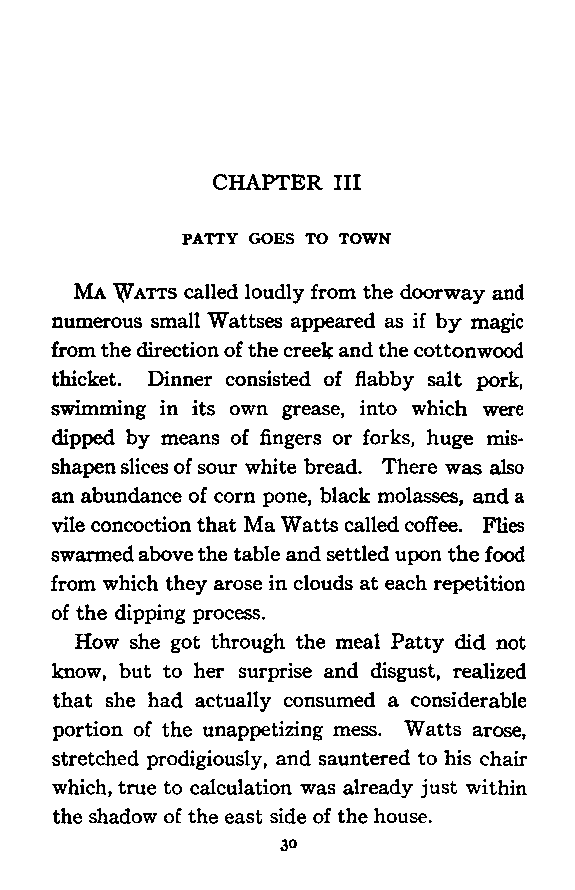 CHAPTER III
PATTY GOES TO TOWN
MA WATTS called loudly from the doorway and
numerous small Wattses appeared as if by magic
from the direction of the creek and the cottonwood
thicket. Dinner consisted of flabby salt pork,
swimming in its own grease, into which were
dipped by means of fingers or forks, huge mis-
shapen slices of sour white bread. There was also
an abundance of corn pone, black molasses, and a
vile concoction that Ma Watts called coffee. Flies
swarmed above the table and settled upon the food
from which they arose in clouds at each repetition
of the dipping process.
How she got through the meal Patty did not
know, but to her surprise and disgust, realized
that she had actually consumed a considerable
portion of the unappetizing mess. Watts arose,
stretched prodigiously, and sauntered to his chair
which, true to calculation was already just within
the shadow of the east side of the house.
30